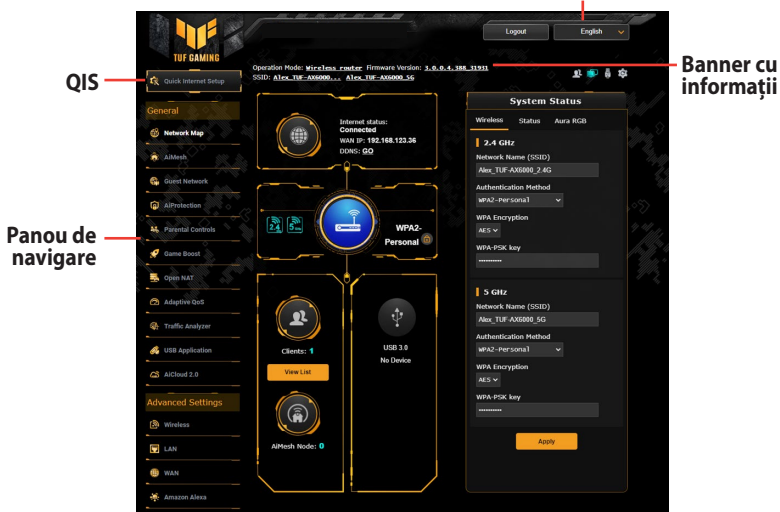 TUF GAMING
Logout
English
Operation Mode: Wireless router Firmware Version: 3.0.0.4.388_31931
SSID: Alex_TUF-AX6000... Alex_TUF-AX6000_5G
Banner cu
informații
QIS
Quick Internet Setup
General
Network Map
AiMesh
Guest Network
AiProtection
Parental Controls
Game Boost
Open NAT
Adaptive QoS
Traffic Analyzer
USB Application
AiCloud 2.0
Advanced Settings
Wireless
LAN
WAN
Amazon Alexa
Panou de
navigare
Internet status:
Connected
WAN IP: 192.168.123.36
DDNS: GO
2.4
5
WPA2-
Personal
Clients: 1
View List
AiMesh Node: 0
USB 3.0
No Device
System Status
Wireless Status Aura RGB
2.4 GHz
Network Name (SSID)
Alex_TUF-AX6000_2.4G
Authentication Method
WPA2-Personal
WPA Encryption
AES
WPA-PSK key
••••••••••
5 GHz
Network Name (SSID)
Alex_TUF-AX6000_5G
Authentication Method
WPA2-Personal
WPA Encryption
AES
WPA-PSK key
••••••••••
Apply